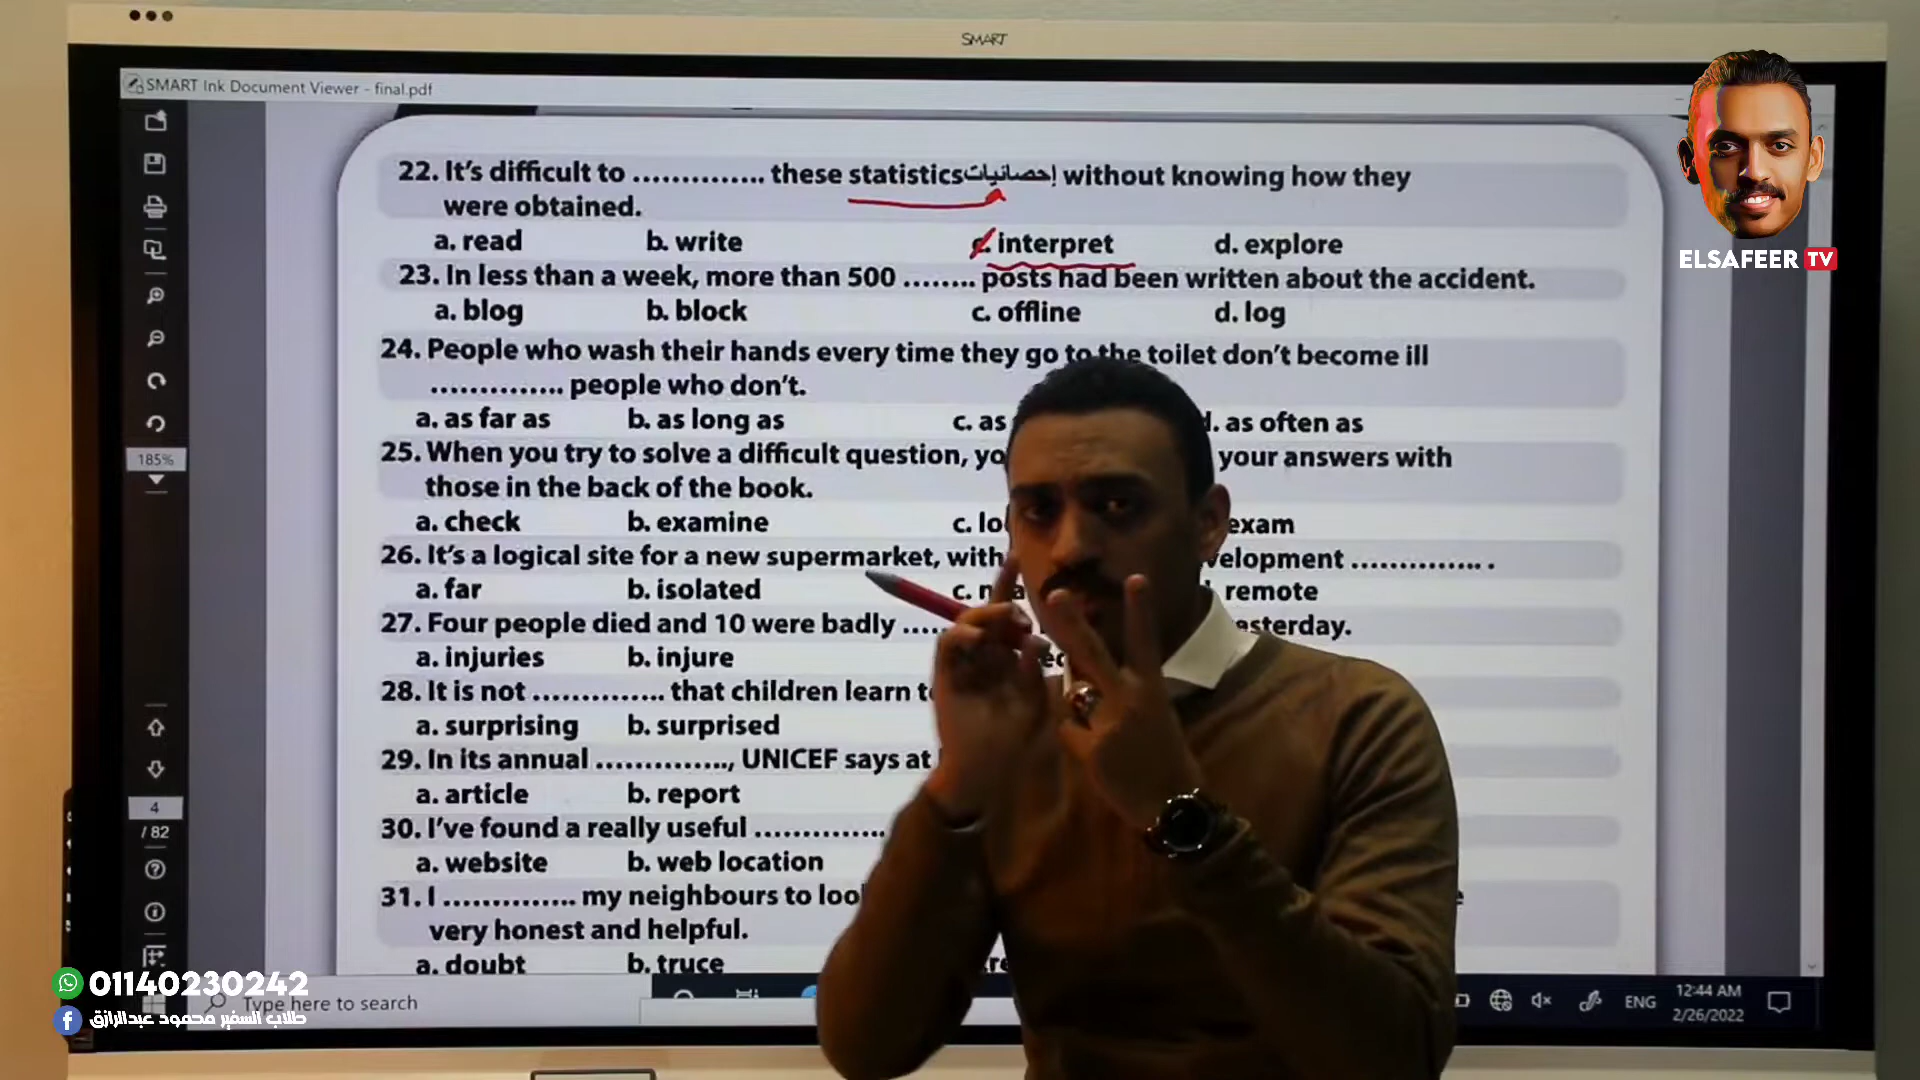 SMART
SMART Ink Document Viewer - final.pdf
22. It's difficult to .............. these statistics إحصائيات without knowing how they
were obtained.
a. read b. write c. interpret d. explore
23. In less than a week, more than 500 ........ posts had been written about the accident.
a. blog b. block c. offline d. log
24. People who wash their hands every time they go to the toilet don't become ill
.............. people who don't.
a. as far as b. as long as c. as d. as often as
25. When you try to solve a difficult question, your answers with
those in the back of the book.
a. check b. examine c. exam
26. It's a logical site for a new supermarket, with .............. .
a. far b. isolated c. remote
27. Four people died and 10 were badly .....
a. injuries b. injure
28. It is not .............. that children learn
a. surprising b. surprised
29. In its annual .............., UNICEF says at
a. article b. report
30. I've found a really useful ..............
a. website b. web location
31. I .............. my neighbours to
very honest and helpful.
a. doubt b. truce
185%
4
/ 82
Type here to search
ENG
12:44 AM
2/26/2022
ELSAFEER TV
01140230242
طلاب السفير محمود عبدالرازق